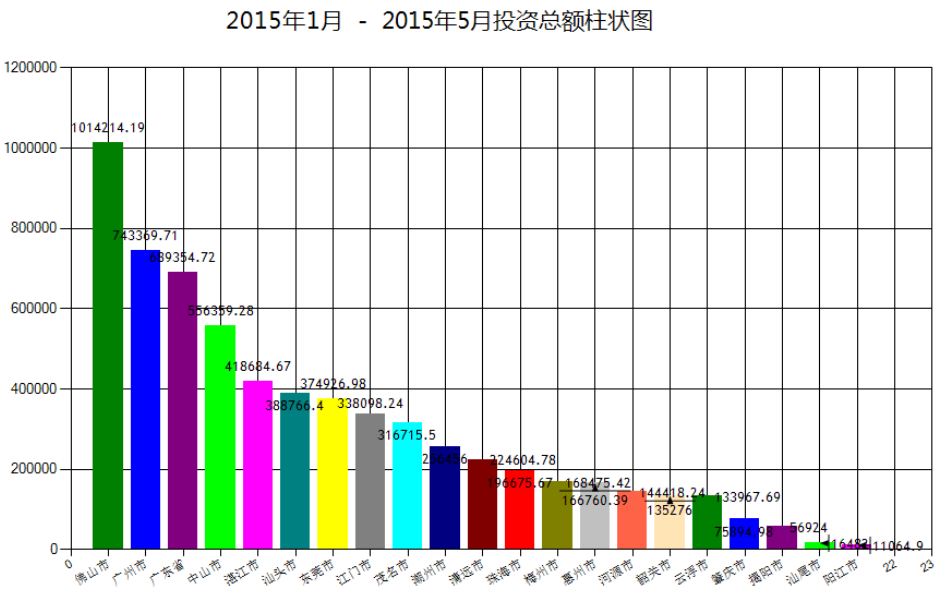 2015年1月 - 2015年5月投资总额柱状图
1200000
1000000
800000
600000
400000
200000
0
1014214.19
743369.71
689354.72
556359.28
418684.67
388766.4
374926.98
338098.24
316715.5
256456
224604.78
196675.67
168475.42
166760.39
144418.24
135276
133967.69
75894.98
56924
16483
11064.9
0
佛山市
广州市
广东省
中山市
湛江市
汕头市
东莞市
江门市
茂名市
潮州市
清远市
珠海市
梅州市
惠州市
河源市
韶关市
云浮市
肇庆市
揭阳市
汕尾市
阳江市
22
23